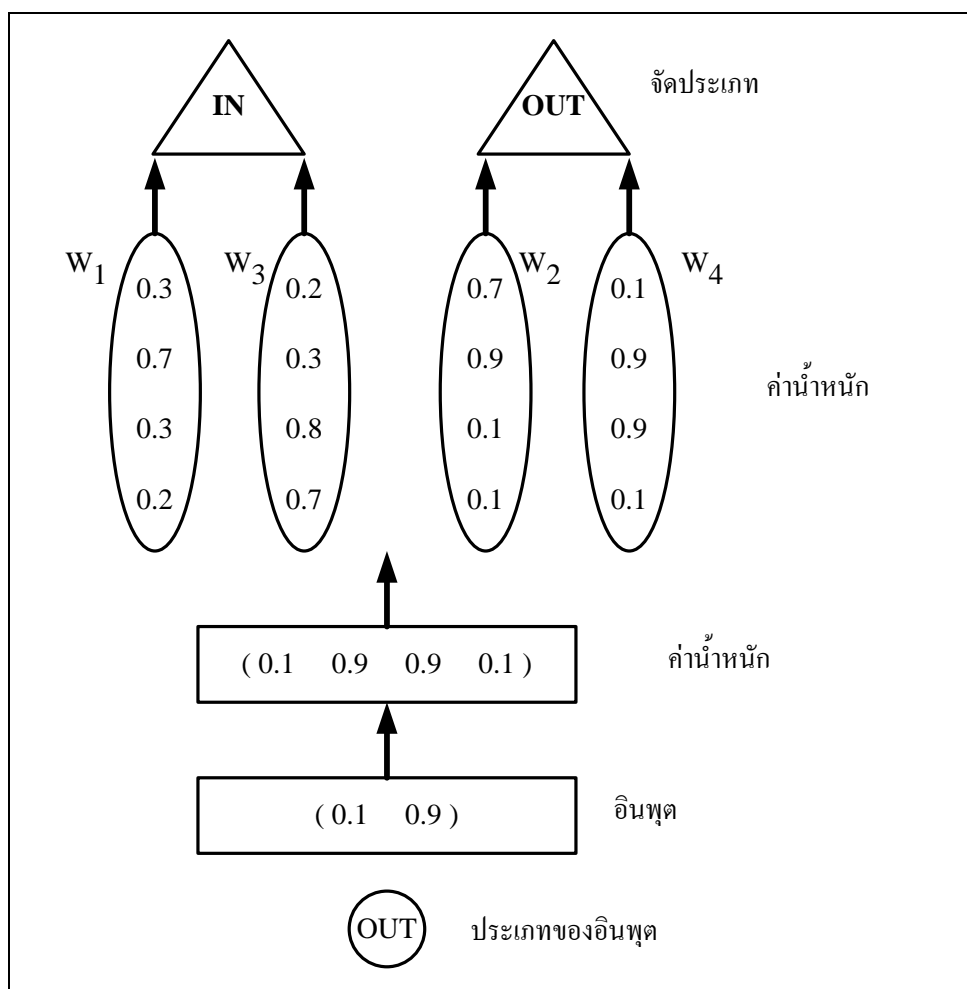 IN OUT จัดประเภท
W1 W3 W2 W4
0.3 0.2 0.7 0.1
0.7 0.3 0.9 0.9
ค่าน้ำหนัก
0.3 0.8 0.1 0.9
0.2 0.7 0.1 0.1
( 0.1 0.9 0.9 0.1 ) ค่าน้ำหนัก
( 0.1 0.9 ) อินพุต
OUT ประเภทของอินพุต